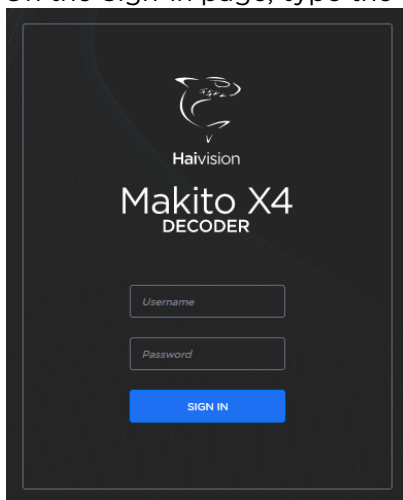 On the Sign-in page, type the
Haivision
Makito X4
DECODER
Username
Password
SIGN IN